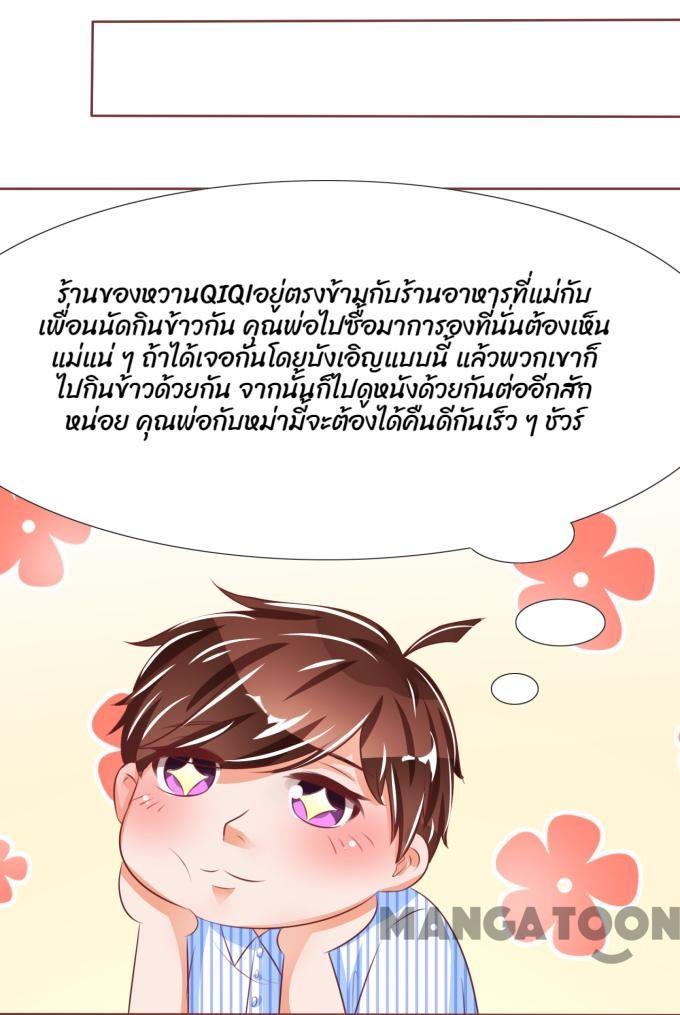 ร้านของหวานQIQIอยู่ตรงข้ามกับร้านอาหารที่แม่กับ
เพื่อนนัดกินข้าวกัน คุณพ่อไปซื้อมาการองที่นั่นต้องเห็น
แม่แน่ ๆ ถ้าได้เจอกันโดยบังเอิญแบบนี้ แล้วพวกเขาก็
ไปกินข้าวด้วยกัน จากนั้นก็ไปดูหนังด้วยกันต่ออีกสัก
หน่อย คุณพ่อกับหม่ามี้จะต้องได้คืนดีกันเร็ว ๆ ชัวร์
MANGATOON